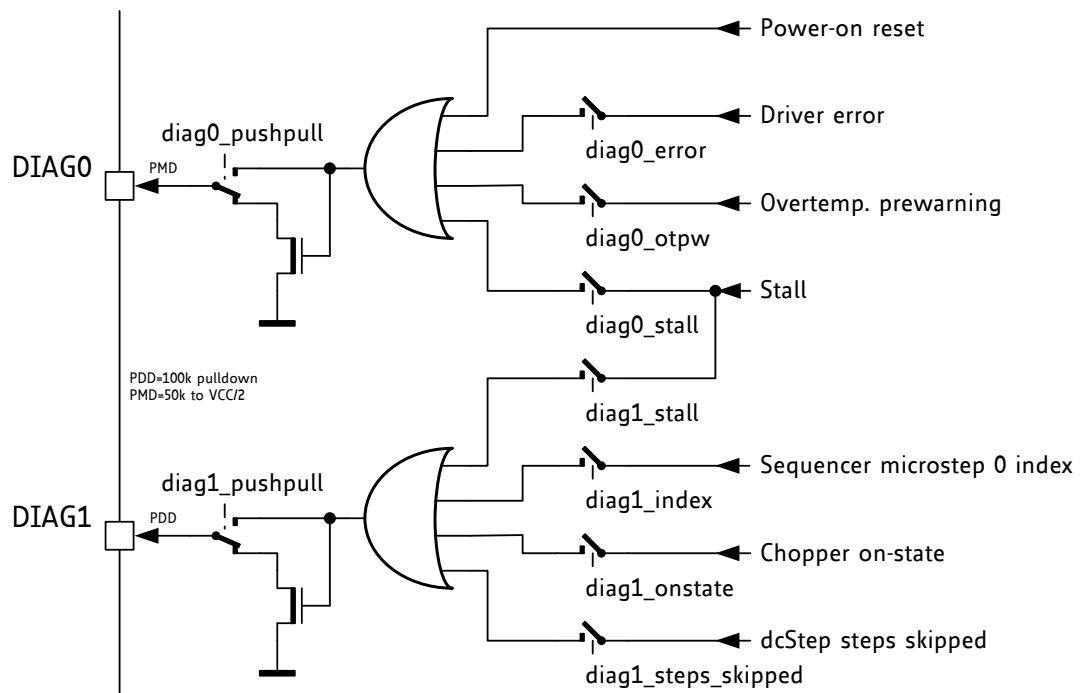 Power-on reset
Driver error
diag0_pushpull
diag0_error
DIAG0
PMD
Overtemp. prewarning
diag0_otpw
Stall
diag0_stall
PDD=100k pulldown
PMD=50k to VCC/2
diag1_stall
Sequencer microstep 0 index
diag1_pushpull
diag1_index
DIAG1
PDD
Chopper on-state
diag1_onstate
dcStep steps skipped
diag1_steps_skipped